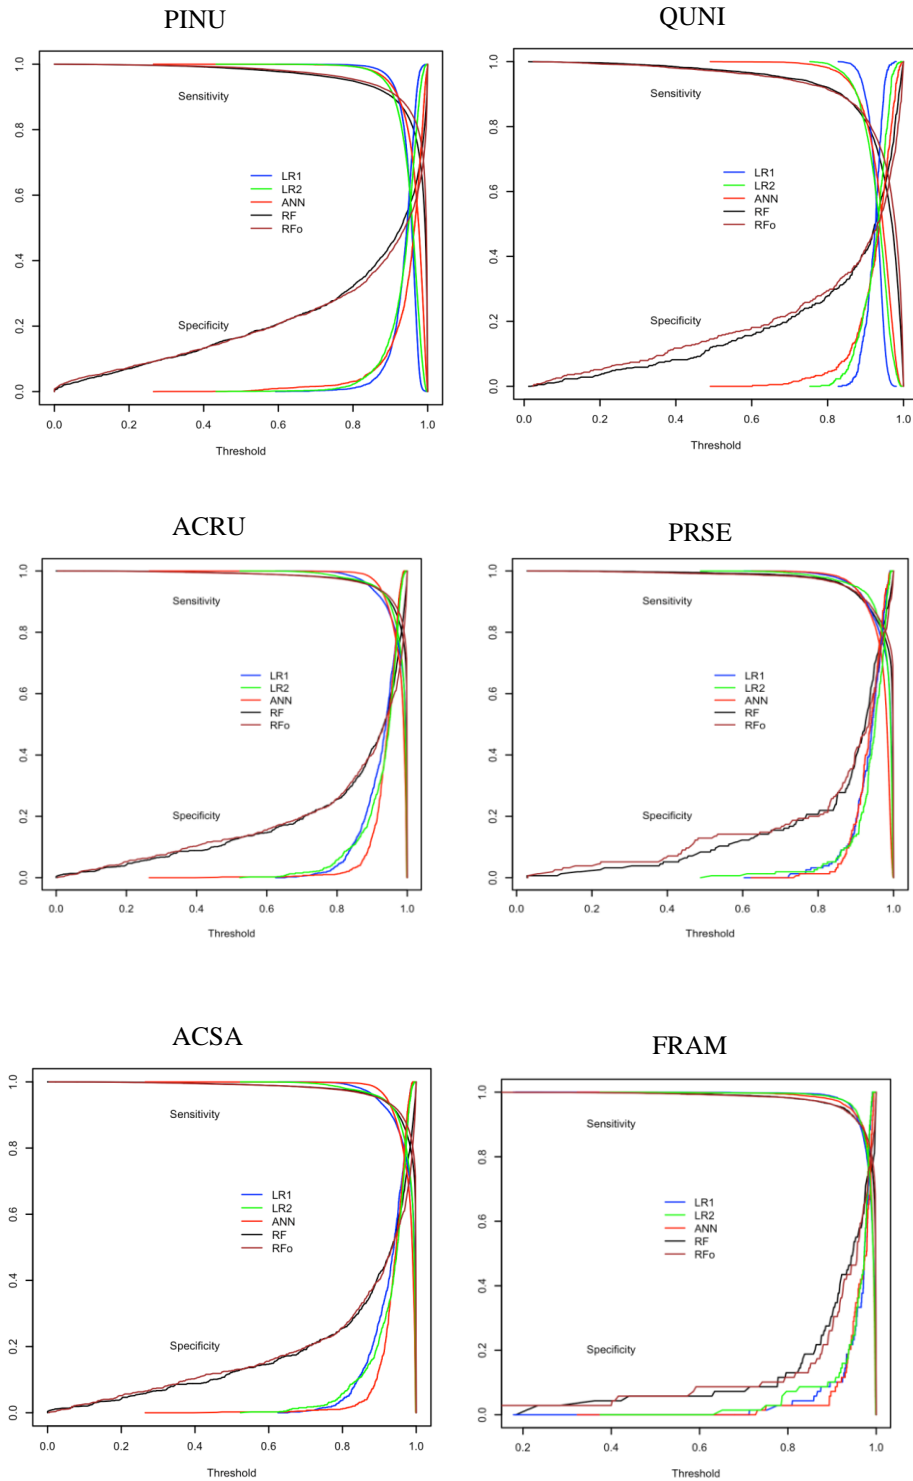 PINU
1.0
0.8
0.6
0.4
0.2
0.0
Sensitivity
LR1
LR2
ANN
RF
RFo
Specificity
0.0 0.2 0.4 0.6 0.8 1.0
Threshold
QUNI
1.0
0.8
0.6
0.4
0.2
0.0
Sensitivity
LR1
LR2
ANN
RF
RFo
Specificity
0.0 0.2 0.4 0.6 0.8 1.0
Threshold
ACRU
1.0
0.8
0.6
0.4
0.2
0.0
Sensitivity
LR1
LR2
ANN
RF
RFo
Specificity
0.0 0.2 0.4 0.6 0.8 1.0
Threshold
PRSE
1.0
0.8
0.6
0.4
0.2
0.0
Sensitivity
LR1
LR2
ANN
RF
RFo
Specificity
0.0 0.2 0.4 0.6 0.8 1.0
Threshold
ACSA
1.0
0.8
0.6
0.4
0.2
0.0
Sensitivity
LR1
LR2
ANN
RF
RFo
Specificity
0.0 0.2 0.4 0.6 0.8 1.0
Threshold
FRAM
1.0
0.8
0.6
0.4
0.2
0.0
Sensitivity
LR1
LR2
ANN
RF
RFo
Specificity
0.2 0.4 0.6 0.8 1.0
Threshold